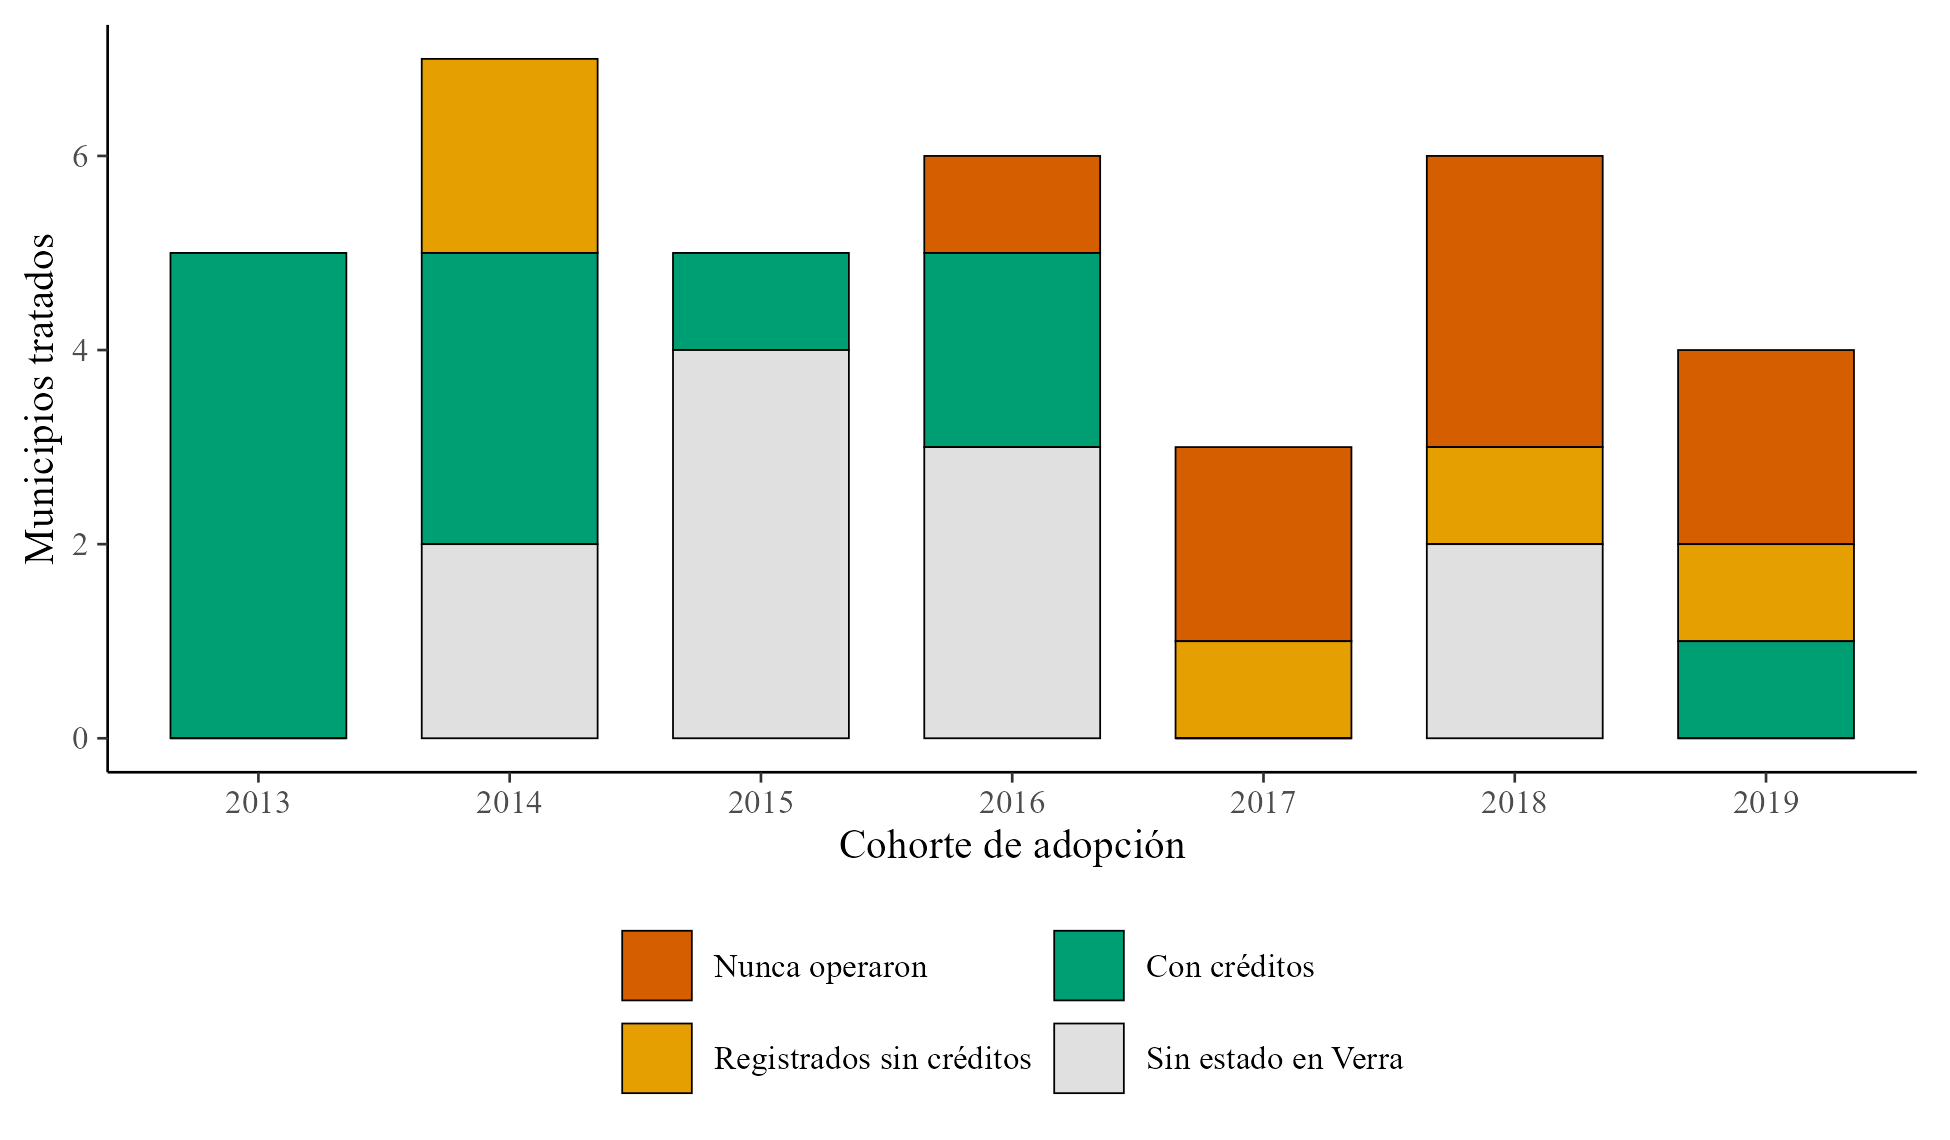 Municipios tratados
6
4
2
0
2013 2014 2015 2016 2017 2018 2019
Cohorte de adopción
Nunca operaron
Con créditos
Registrados sin créditos
Sin estado en Verra